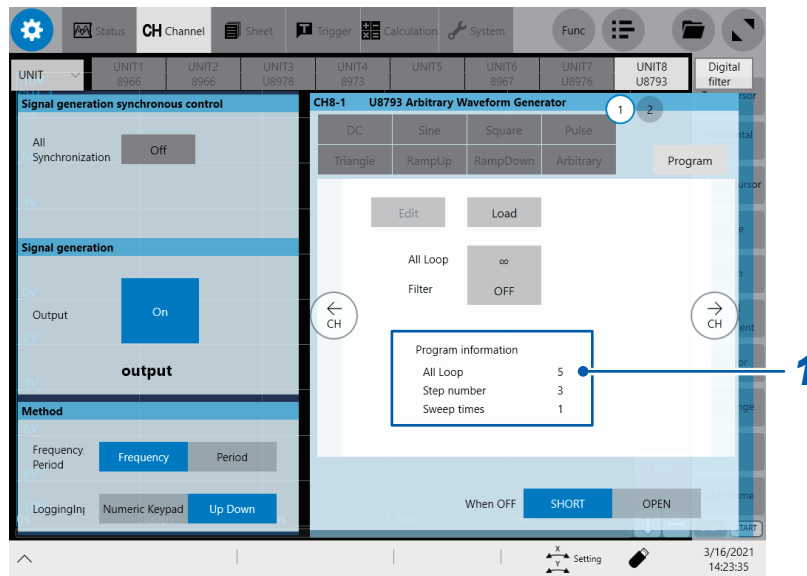 Status CH Channel Sheet Trigger Calculation System Func
UNIT UNIT1 UNIT2 UNIT3 UNIT4 UNIT5 UNIT6 UNIT7 UNIT8 Digital
8966 8966 U8978 8973 8967 U8976 U8793 filter
Signal generation synchronous control
All
Synchronization Off
Signal generation
Output On
output
Method
Frequency
Period Frequency Period
LoggingIn Numeric Keypad Up Down
CH8-1 U8793 Arbitrary Waveform Generator 1 2
DC Sine Square Pulse
Triangle RampUp RampDown Arbitrary Program
Edit Load
All Loop ∞
Filter OFF
← CH
→ CH
Program information
All Loop 5
Step number 3
Sweep times 1
1
When OFF SHORT OPEN
START
X Y Setting
3/16/2021
14:23:35